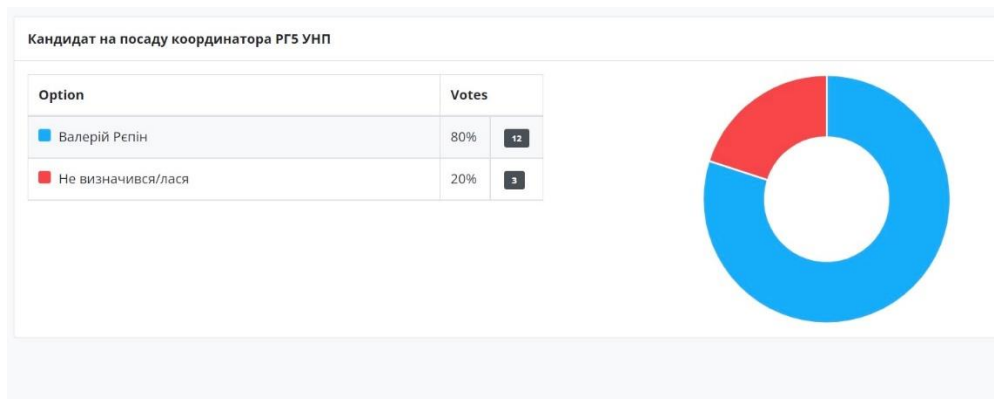 Кандидат на посаду координатора РГ5 УНП
Option Votes
Валерій Рєпін 80% 12
Не визначився/лася 20% 3